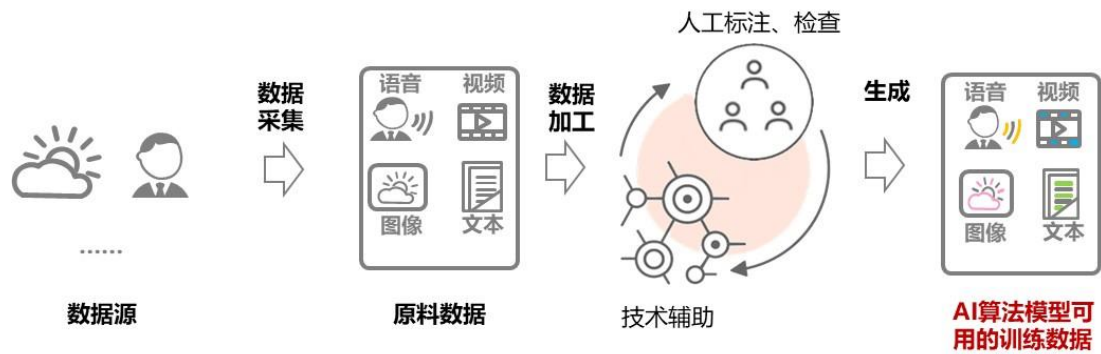 人工标注、检查
数据
采集
语音 视频
图像 文本
数据
加工
生成
语音 视频
图像 文本
......
数据源
原料数据
技术辅助
AI算法模型可
用的训练数据